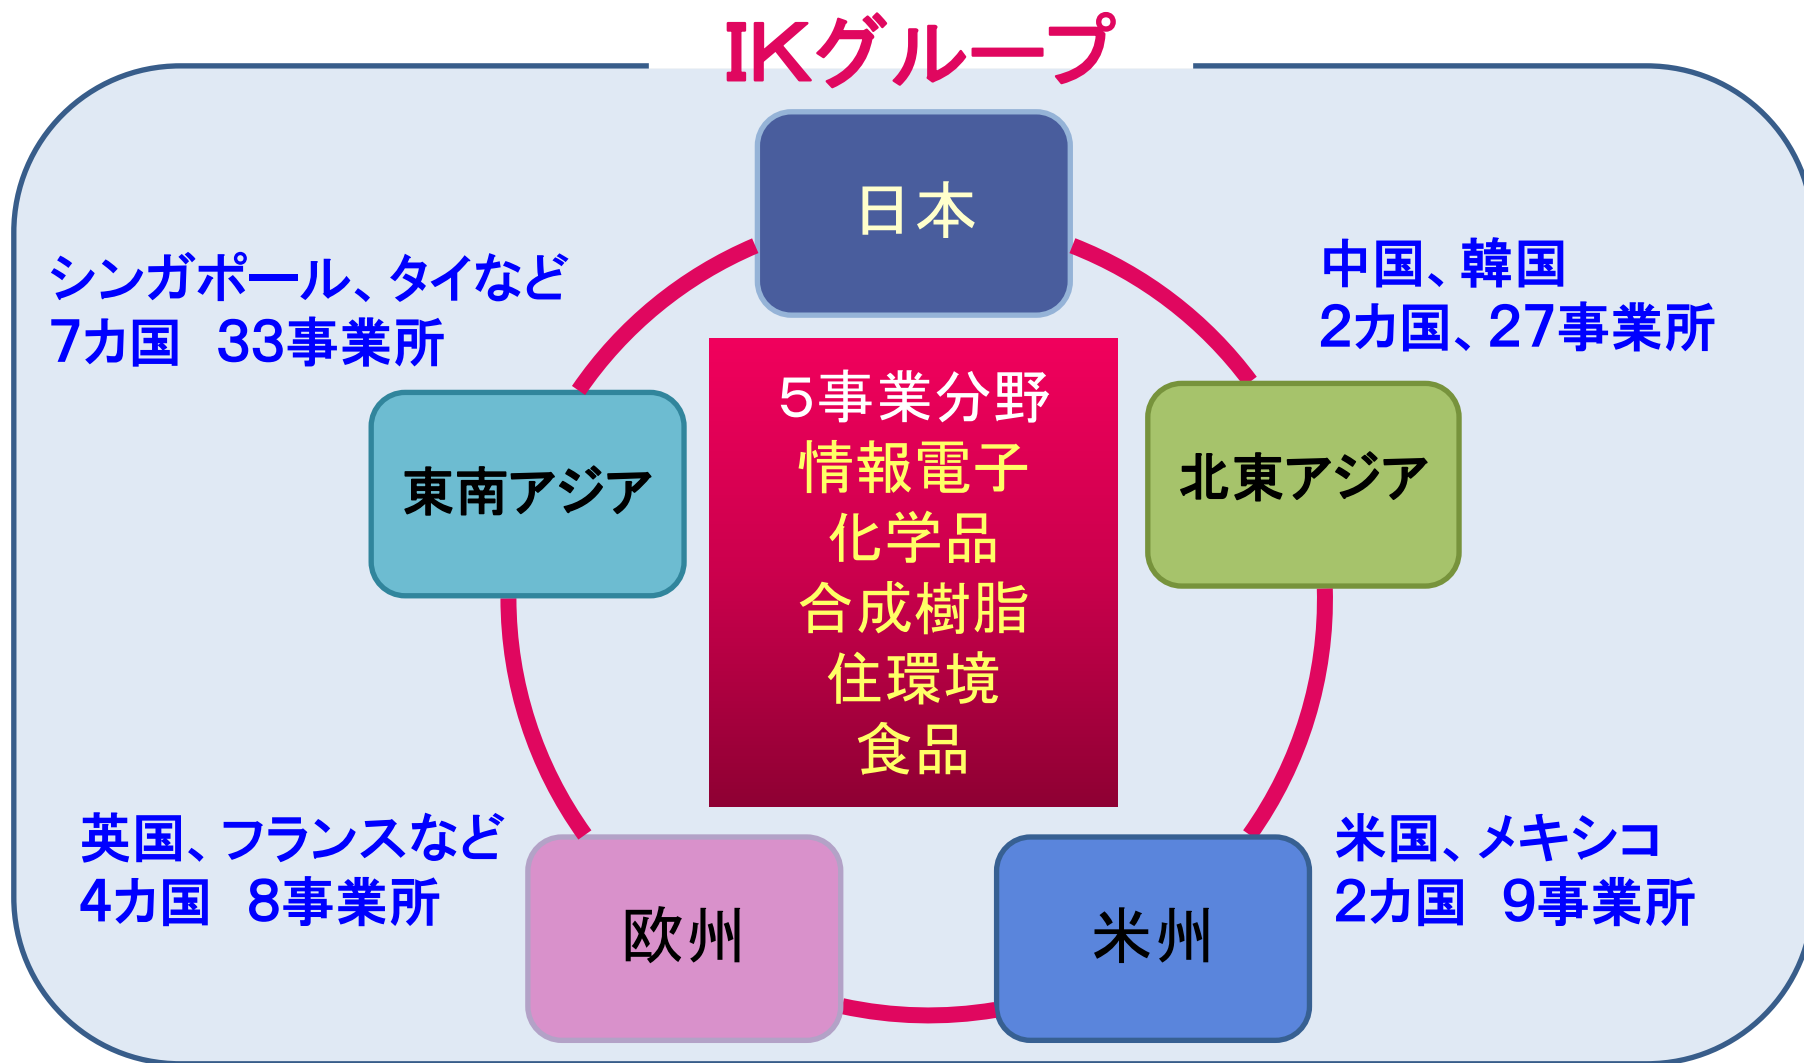 IKグループ
日本
シンガポール、タイなど
7カ国　33事業所
中国、韓国
2カ国、27事業所
5事業分野
情報電子
化学品
合成樹脂
住環境
食品
東南アジア
北東アジア
英国、フランスなど
4カ国　8事業所
米国、メキシコ
2カ国　9事業所
欧州
米州